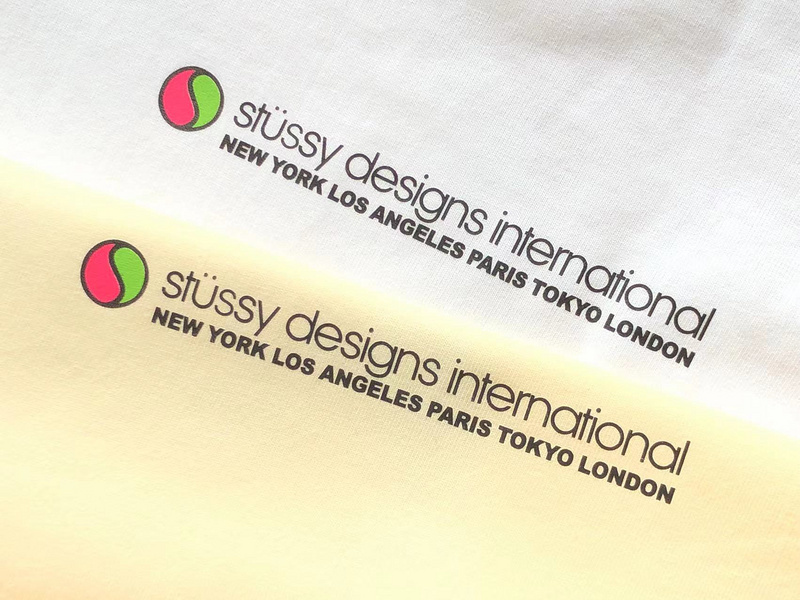 stüssy designs international
NEW YORK LOS ANGELES PARIS TOKYO LONDON
stüssy designs international
NEW YORK LOS ANGELES PARIS TOKYO LONDON